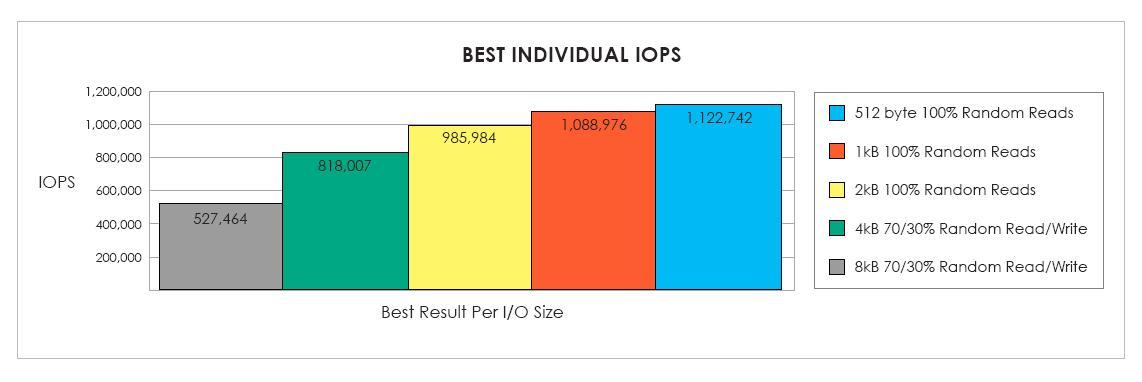 BEST INDIVIDUAL IOPS
1,200,000
1,000,000
800,000
600,000
400,000
200,000
IOPS
527,464
818,007
985,984
1,088,976
1,122,742
Best Result Per I/O Size
512 byte 100% Random Reads
1kB 100% Random Reads
2kB 100% Random Reads
4kB 70/30% Random Read/Write
8kB 70/30% Random Read/Write